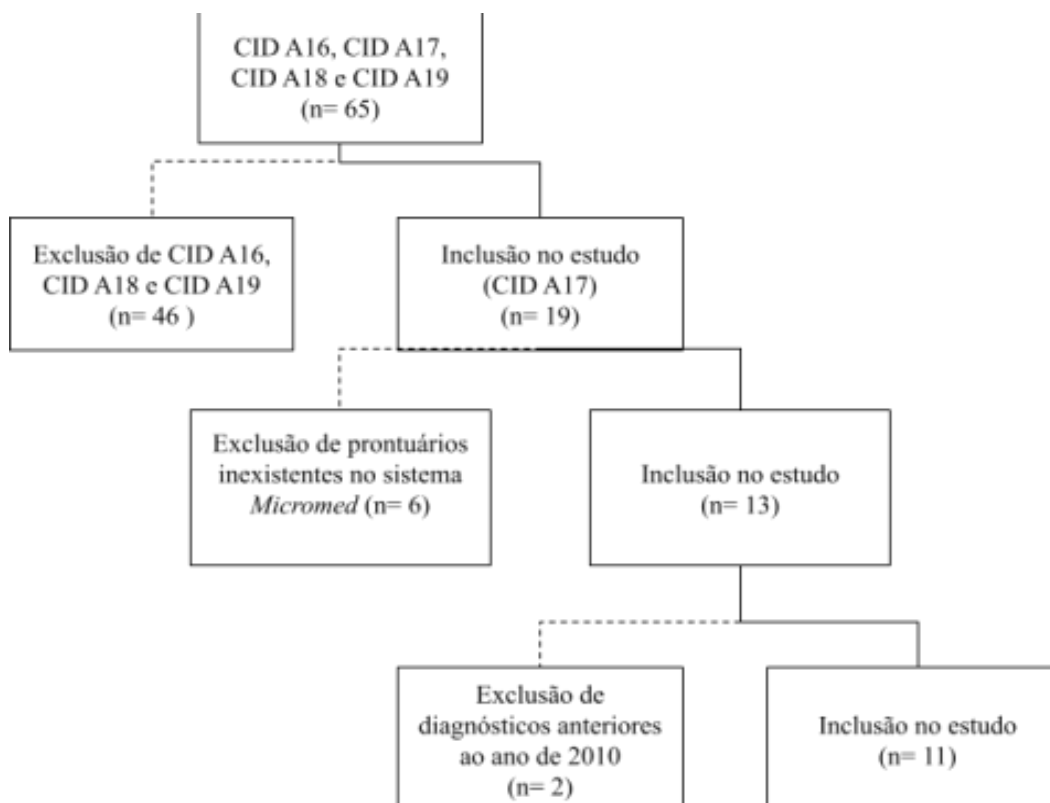 CID A16, CID A17,
CID A18 e CID A19
(n= 65)
Exclusão de CID A16,
CID A18 e CID A19
(n= 46 )
Inclusão no estudo
(CID A17)
(n= 19)
Exclusão de prontuários
inexistentes no sistema
Micromed (n= 6)
Inclusão no estudo
(n= 13)
Exclusão de
diagnósticos anteriores
ao ano de 2010
(n= 2)
Inclusão no estudo
(n= 11)